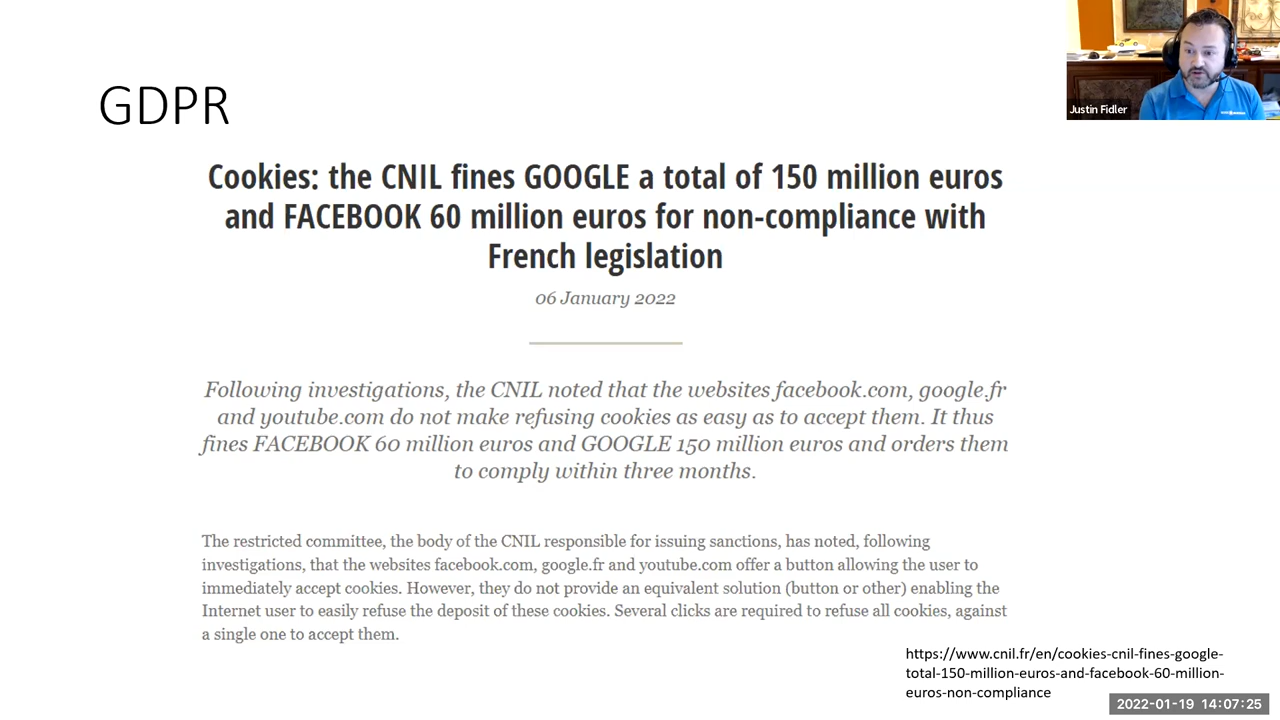 GDPR
Justin Fidler
Cookies: the CNIL fines GOOGLE a total of 150 million euros
and FACEBOOK 60 million euros for non-compliance with
French legislation
06 January 2022
Following investigations, the CNIL noted that the websites facebook.com, google.fr
and youtube.com do not make refusing cookies as easy as to accept them. It thus
fines FACEBOOK 60 million euros and GOOGLE 150 million euros and orders them
to comply within three months.
The restricted committee, the body of the CNIL responsible for issuing sanctions, has noted, following
investigations, that the websites facebook.com, google.fr and youtube.com offer a button allowing the user to
immediately accept cookies. However, they do not provide an equivalent solution (button or other) enabling the
Internet user to easily refuse the deposit of these cookies. Several clicks are required to refuse all cookies, against
a single one to accept them.
https://www.cnil.fr/en/cookies-cnil-fines-google-
total-150-million-euros-and-facebook-60-million-
euros-non-compliance
2022-01-19 14:07:25